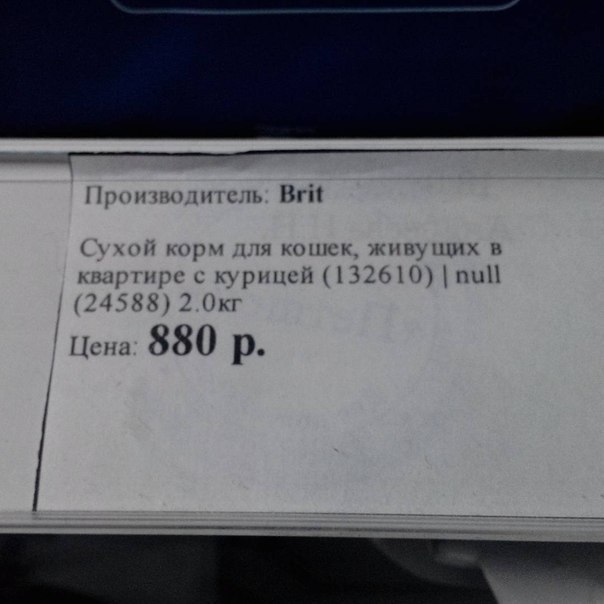 Производитель: Brit
Сухой корм для кошек, живущих в
квартире с курицей (132610) | null
(24588) 2.0кг
Цена: 880 р.